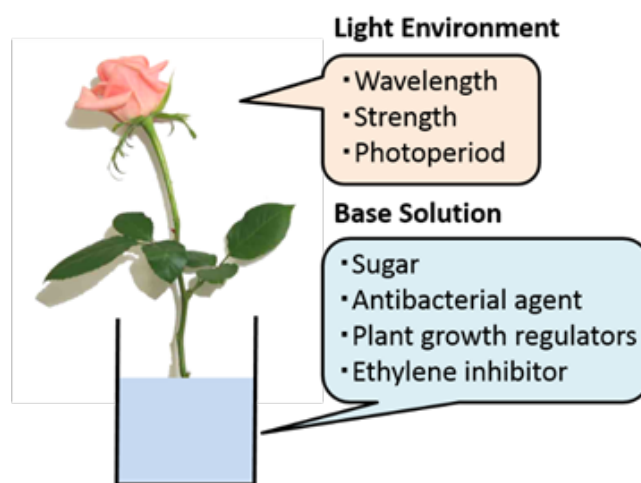 Light Environment
・Wavelength
・Strength
・Photoperiod
Base Solution
・Sugar
・Antibacterial agent
・Plant growth regulators
・Ethylene inhibitor